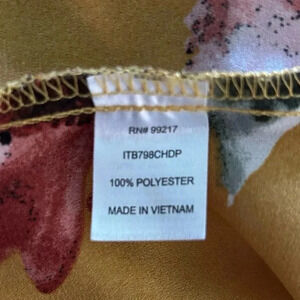 RN# 99217
ITB798CHDP
100% POLYESTER
MADE IN VIETNAM